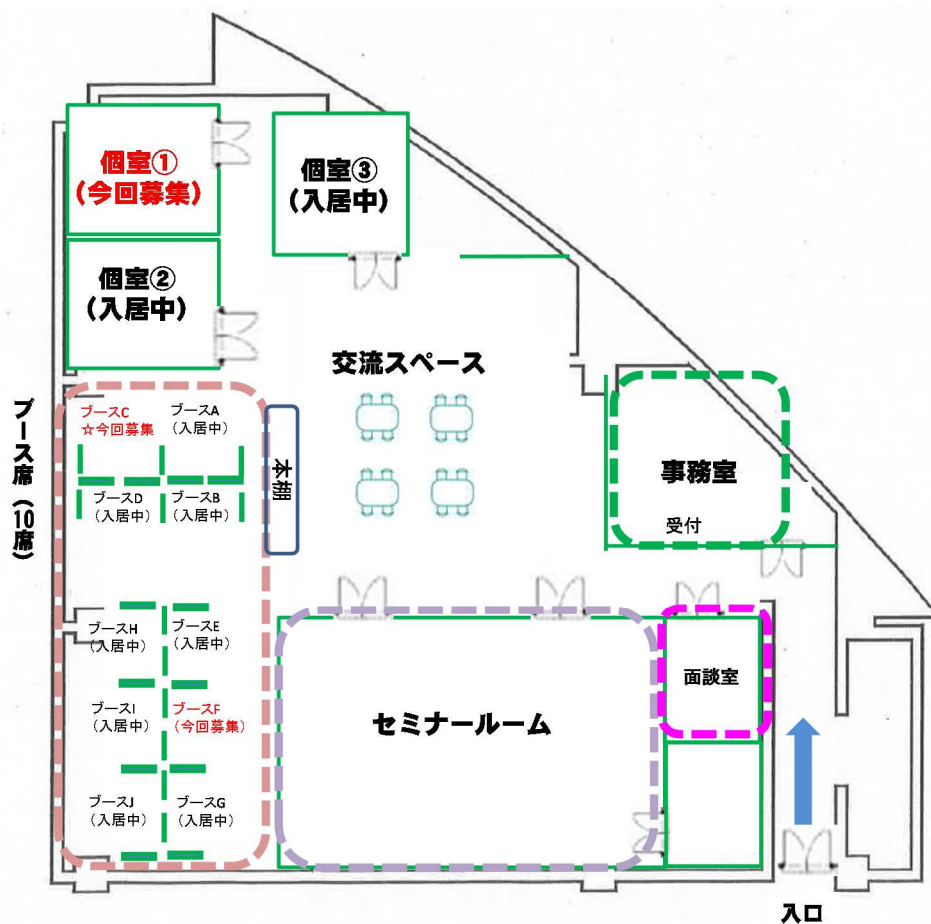 個室①
（今回募集）
個室③
（入居中）
個室②
（入居中）
交流スペース
ブース席（10席）
ブースC
☆今回募集
ブースA
（入居中）
ブースD
（入居中）
ブースB
（入居中）
本棚
事務室
受付
ブースH
（入居中）
ブースE
（入居中）
面談室
ブースI
（入居中）
ブースF
（今回募集）
セミナールーム
ブースJ
（入居中）
ブースG
（入居中）
入口